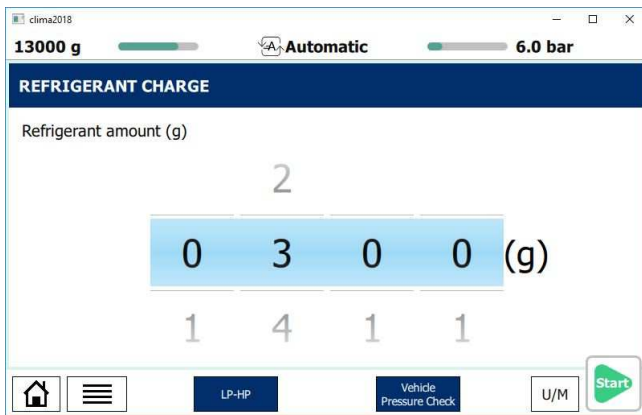 clima2018
13000 g A Automatic 6.0 bar
REFRIGERANT CHARGE
Refrigerant amount (g)
2
0 3 0 0 (g)
1 4 1 1
LP-HP Vehicle Pressure Check U/M Start